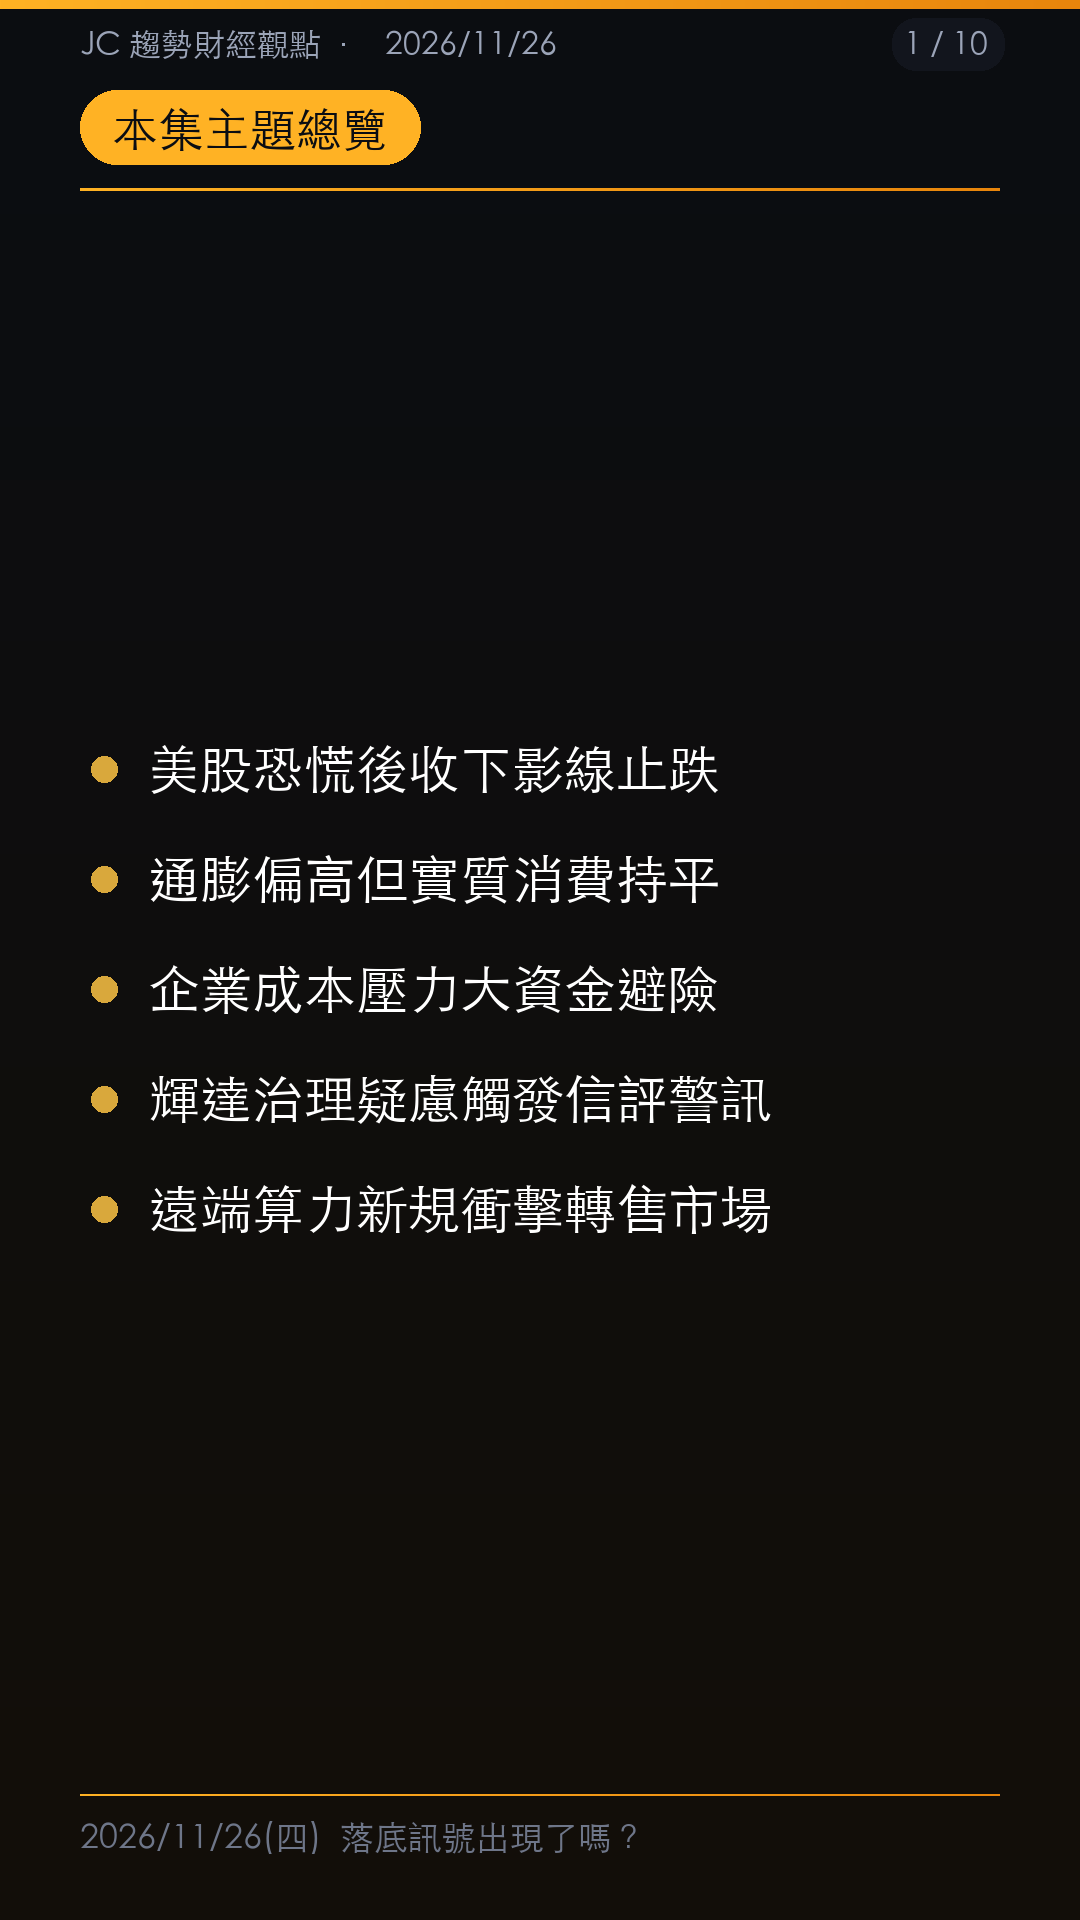 JC 趨勢財經觀點 · 2026/11/26
1 / 10
本集主題總覽
美股恐慌後收下影線止跌
通膨偏高但實質消費持平
企業成本壓力大資金避險
輝達治理疑慮觸發信評警訊
遠端算力新規衝擊轉售市場
2026/11/26(四) 落底訊號出現了嗎？